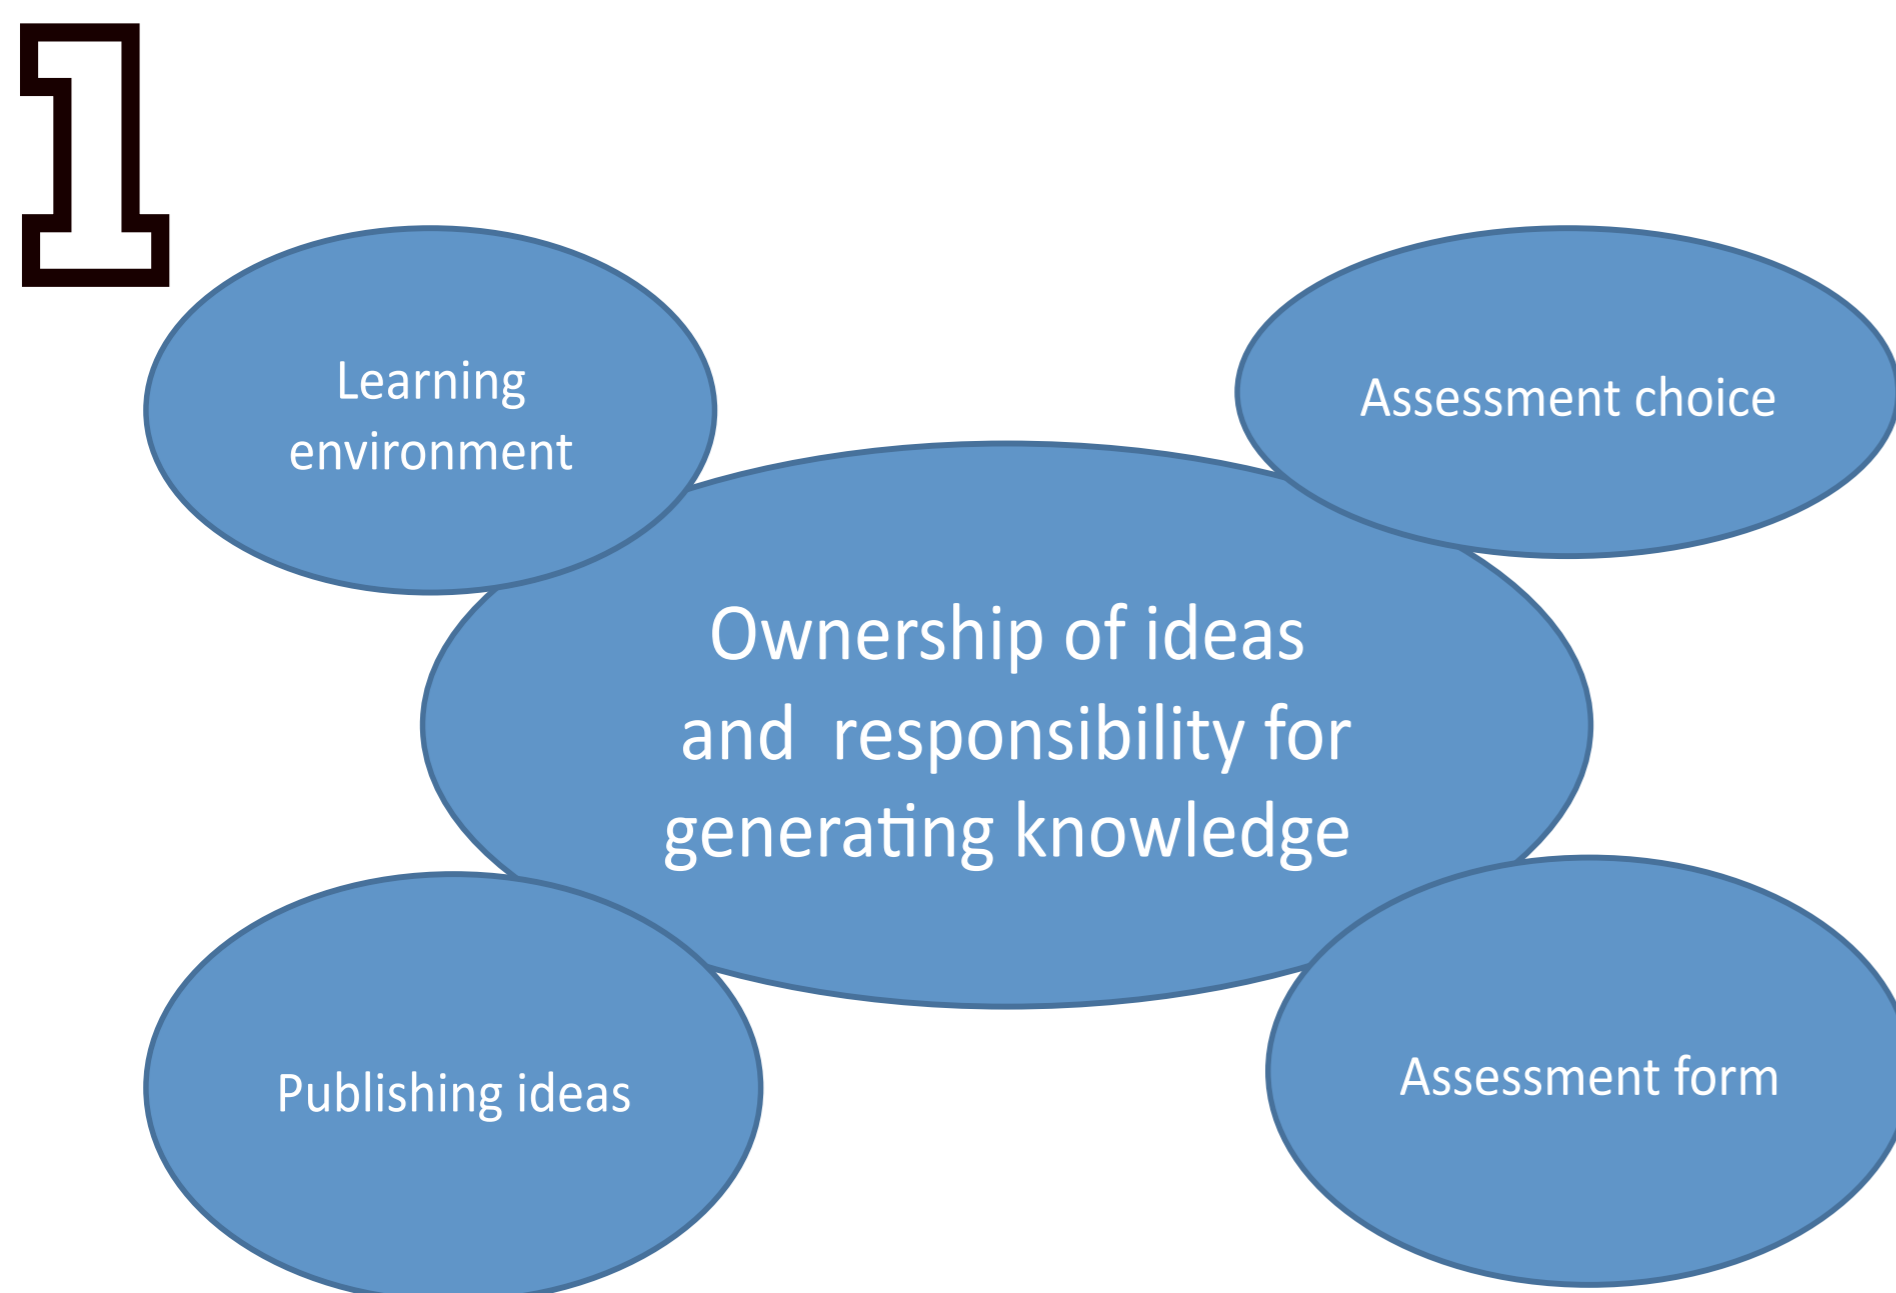 1
Learning
environment
Assessment choice
Ownership of ideas
and  responsibility for
generating knowledge
Publishing ideas
Assessment form